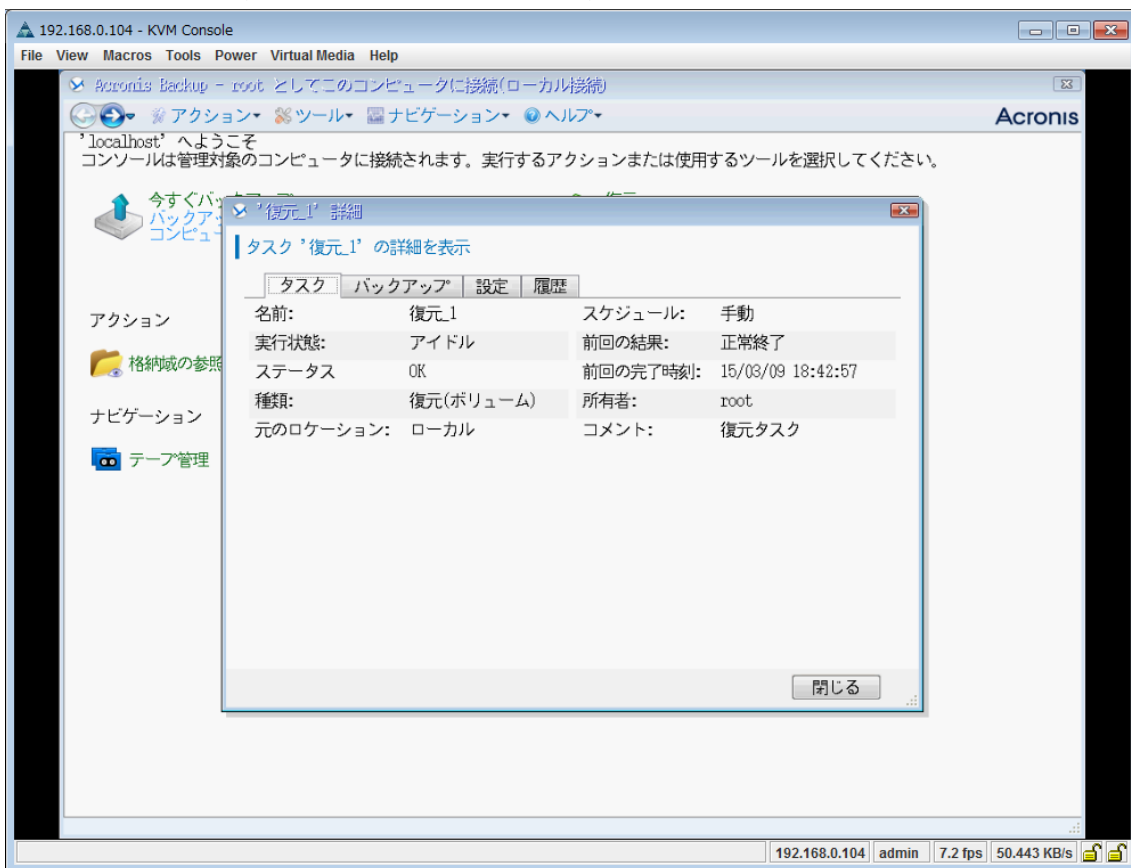 192.168.0.104 - KVM Console
File View Macros Tools Power Virtual Media Help
Acronis Backup - root としてこのコンピュータに接続(ローカル接続)
アクション ツール ナビゲーション ヘルプ
Acronis
'localhost' へようこそ
コンソールは管理対象のコンピュータに接続されます。実行するアクションまたは使用するツールを選択してください。
今すぐバッ
バックア
コンピュー
アクション
格納域の参照
ナビゲーション
テープ管理
'復元_1' 詳細
タスク '復元_1' の詳細を表示
タスク バックアップ 設定 履歴
名前: 復元_1 スケジュール: 手動
実行状態: アイドル 前回の結果: 正常終了
ステータス OK 前回の完了時刻: 15/03/09 18:42:57
種類: 復元(ボリューム) 所有者: root
元のロケーション: ローカル コメント: 復元タスク
閉じる
192.168.0.104 admin 7.2 fps 50.443 KB/s